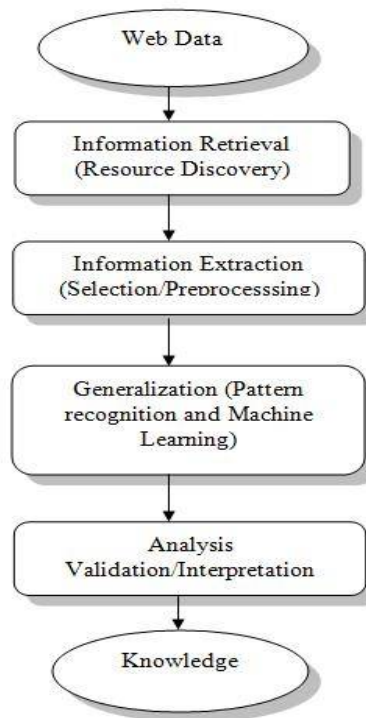 Web Data
Information Retrieval
(Resource Discovery)
Information Extraction
(Selection/Preprocesssing)
Generalization (Pattern
recognition and Machine
Learning)
Analysis
Validation/Interpretation
Knowledge